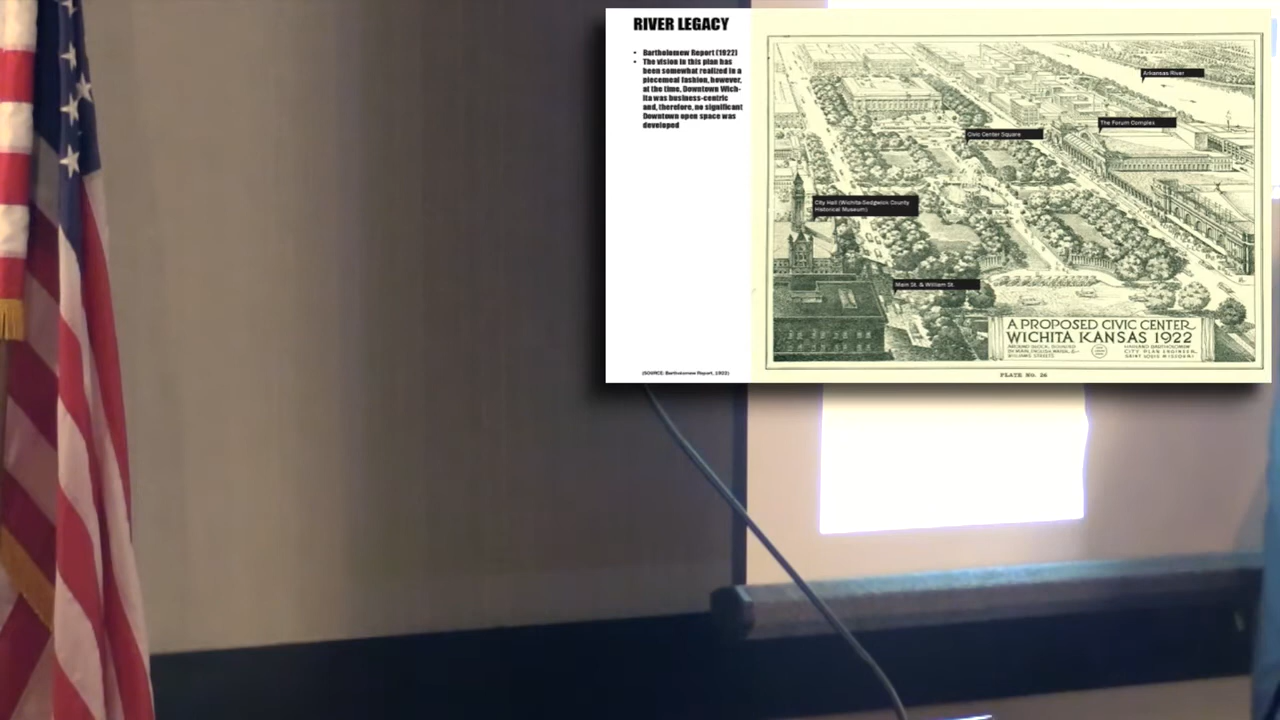 RIVER LEGACY
• Bartholomew Report (1922)
• The vision in this plan has
been somewhat realized in a
piecemeal fashion, however,
at the time, Downtown Wich-
ita was business-centric
and, therefore, no significant
Downtown open space was
developed
(SOURCE: Bartholomew Report, 1922)
Arkansas River
The Forum Complex
Civic Center Square
City Hall (Wichita-Sedgwick County
Historical Museum)
Main St. & William St.
A PROPOSED CIVIC CENTER
WICHITA KANSAS 1922
HARLAND BARTHOLOMEW
CITY PLAN ENGINEER
SAINT LOUIS MISSOURI
PLATE NO. 26